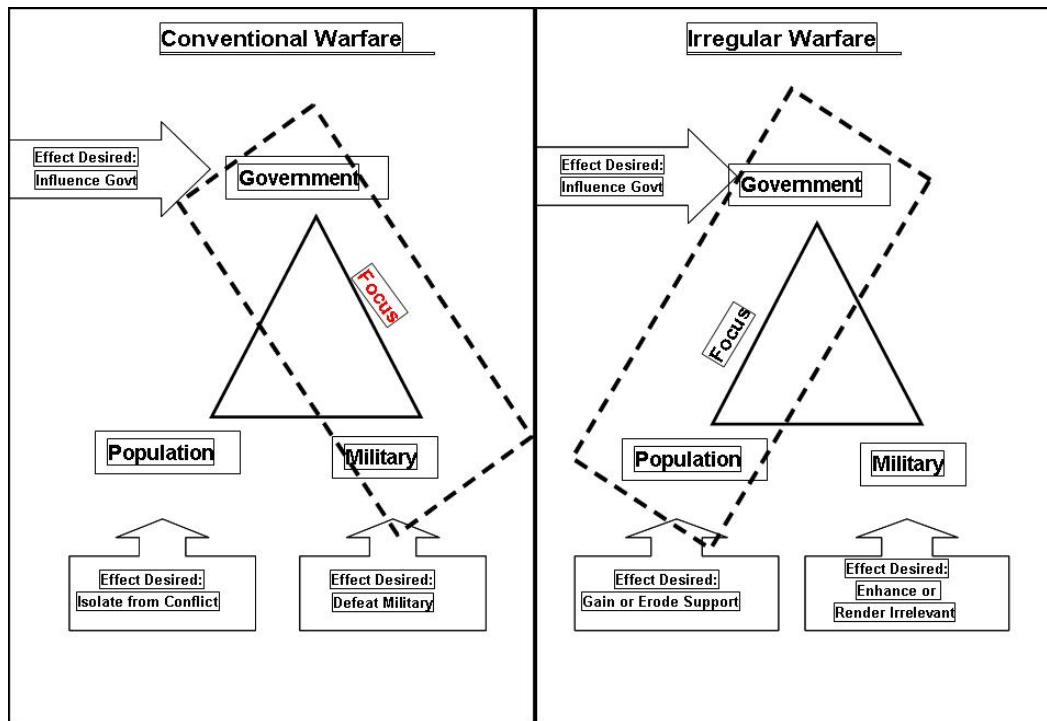 Conventional Warfare
Effect Desired:
Influence Govt
Government
Focus
Population
Military
Effect Desired:
Isolate from Conflict
Effect Desired:
Defeat Military
Irregular Warfare
Effect Desired:
Influence Govt
Government
Focus
Population
Military
Effect Desired:
Gain or Erode Support
Effect Desired:
Enhance or
Render Irrelevant